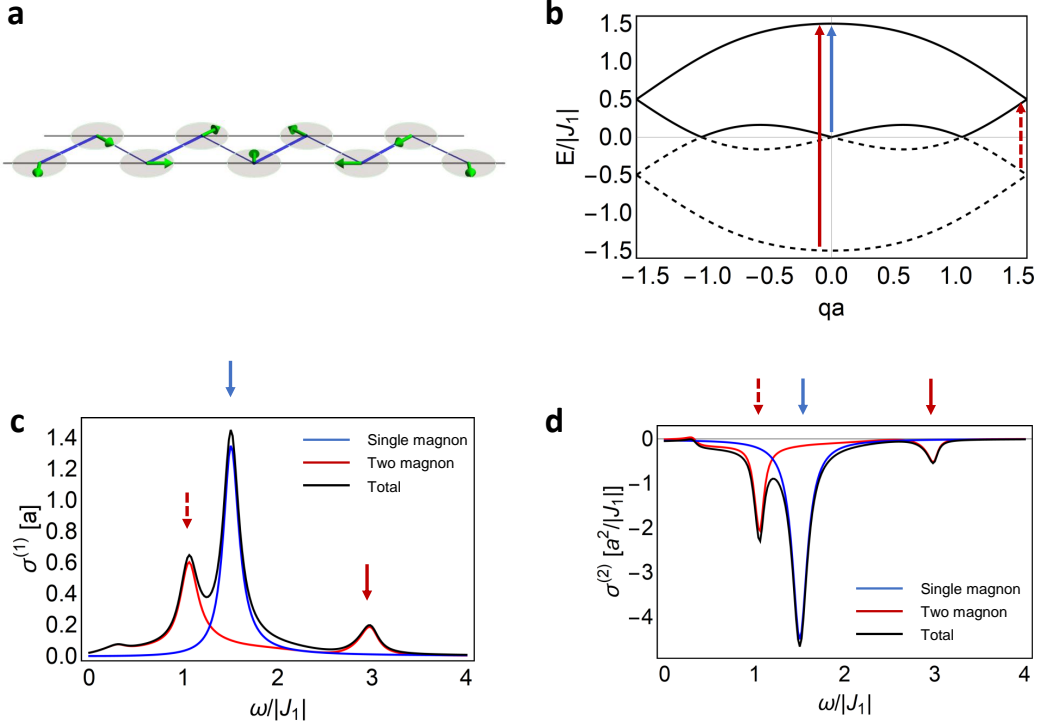 a
b
1.5
1.0
0.5
0.0
−0.5
−1.0
−1.5
E/|J₁|
−1.5 −1.0 −0.5 0.0 0.5 1.0 1.5
qa
c
1.4
1.2
1.0
0.8
0.6
0.4
0.2
0.0
σ⁽¹⁾ [a]
Single magnon
Two magnon
Total
0 1 2 3 4
ω/|J₁|
d
0
−1
−2
−3
−4
σ⁽²⁾ [a²/|J₁|]
Single magnon
Two magnon
Total
0 1 2 3 4
ω/|J₁|